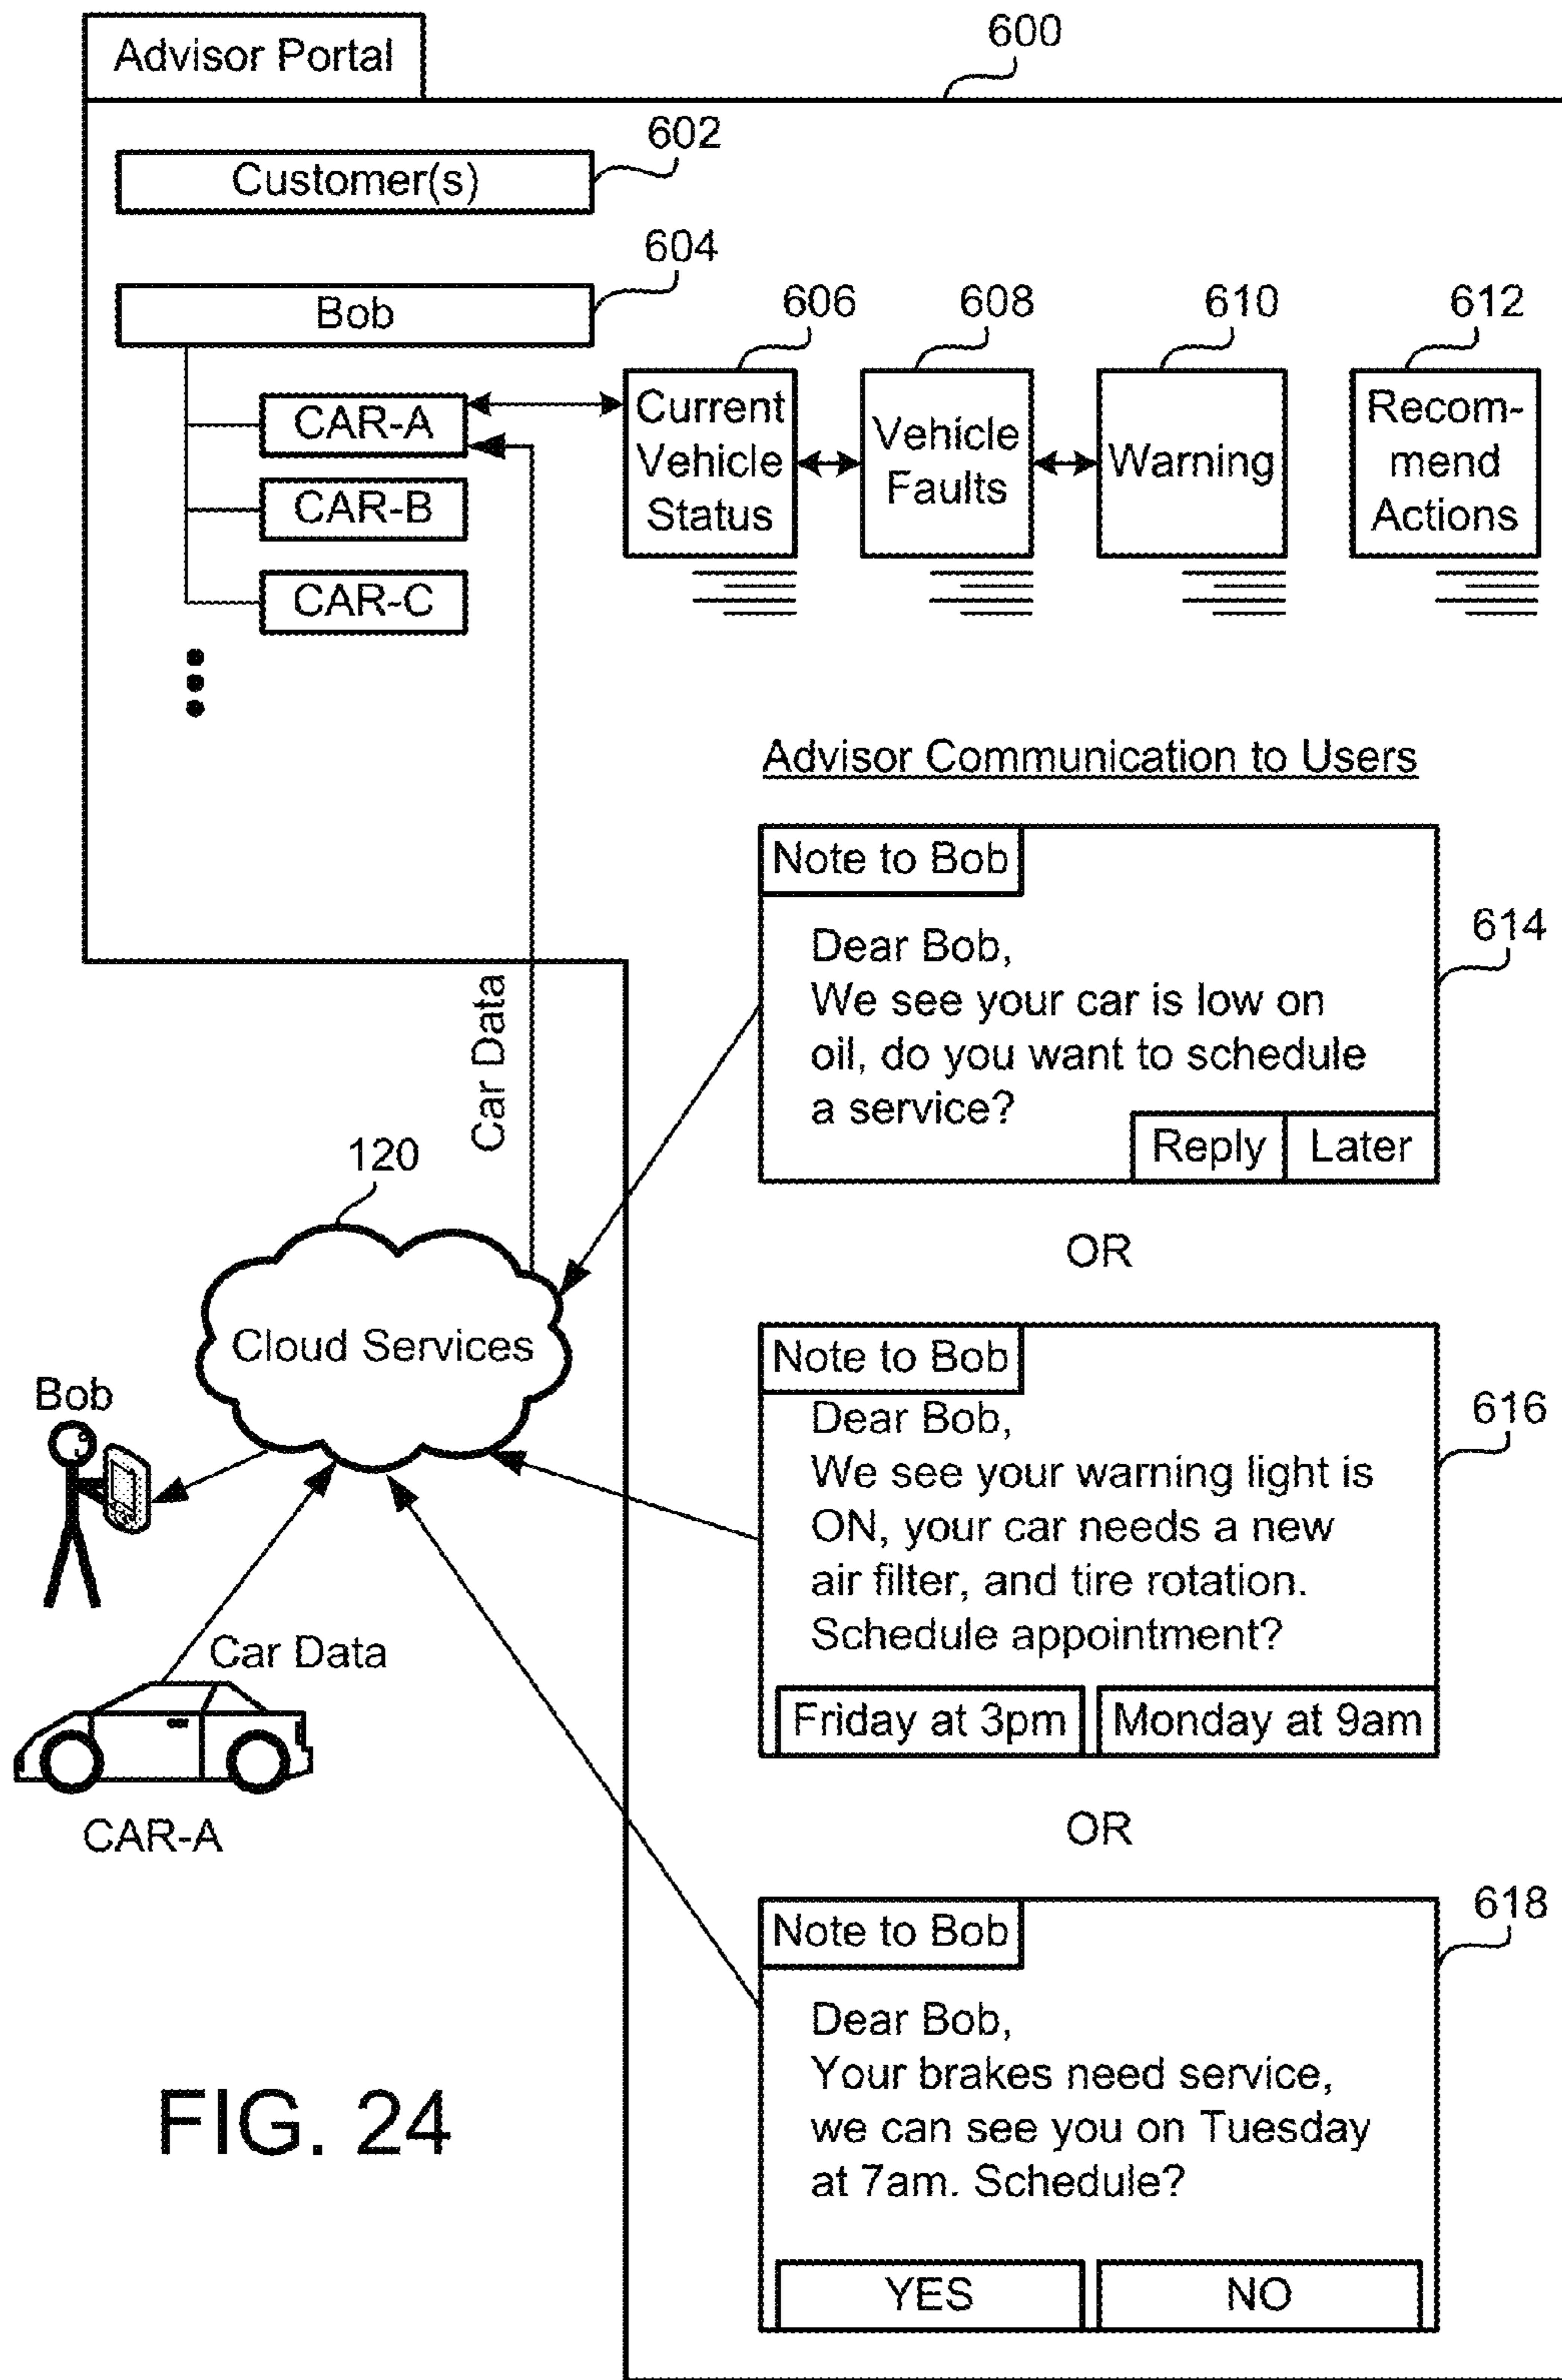 Advisor Portal
600
Customer(s)
602
Bob
604
CAR-A
CAR-B
CAR-C
606
Current
Vehicle
Status
608
Vehicle
Faults
610
Warning
612
Recom-
mend
Actions
Advisor Communication to Users
Note to Bob
614
Dear Bob,
We see your car is low on
oil, do you want to schedule
a service?
Reply
Later
OR
Note to Bob
616
Dear Bob,
We see your warning light is
ON, your car needs a new
air filter, and tire rotation.
Schedule appointment?
Friday at 3pm
Monday at 9am
OR
Note to Bob
618
Dear Bob,
Your brakes need service,
we can see you on Tuesday
at 7am. Schedule?
YES
NO
Car Data
120
Cloud Services
Bob
Car Data
CAR-A
FIG. 24